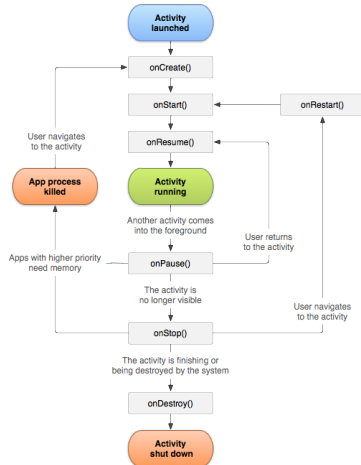 Activity
launched
onCreate()
onStart()
onRestart()
User navigates
to the activity
onResume()
App process
killed
Activity
running
Another activity comes
into the foreground
User returns
to the activity
Apps with higher priority
need memory
onPause()
The activity is
no longer visible
User navigates
to the activity
onStop()
The activity is finishing or
being destroyed by the system
onDestroy()
Activity
shut down